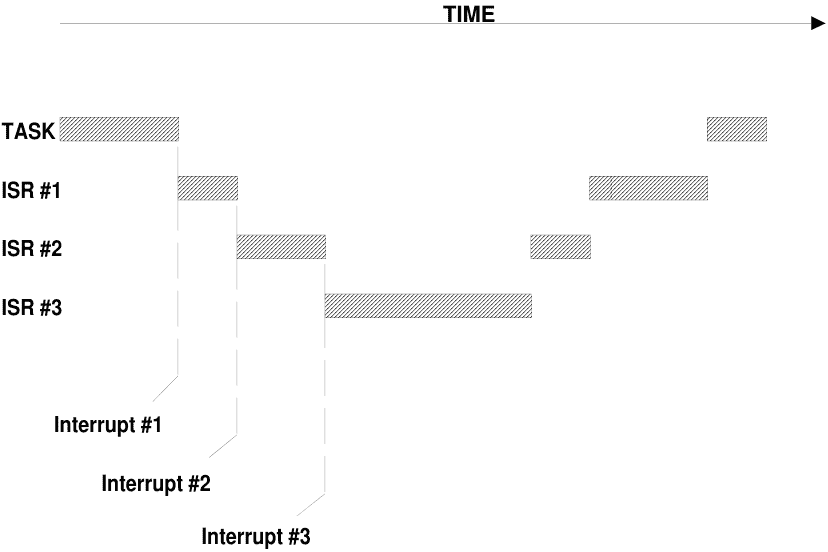 TIME
TASK
ISR #1
ISR #2
ISR #3
Interrupt #1
Interrupt #2
Interrupt #3